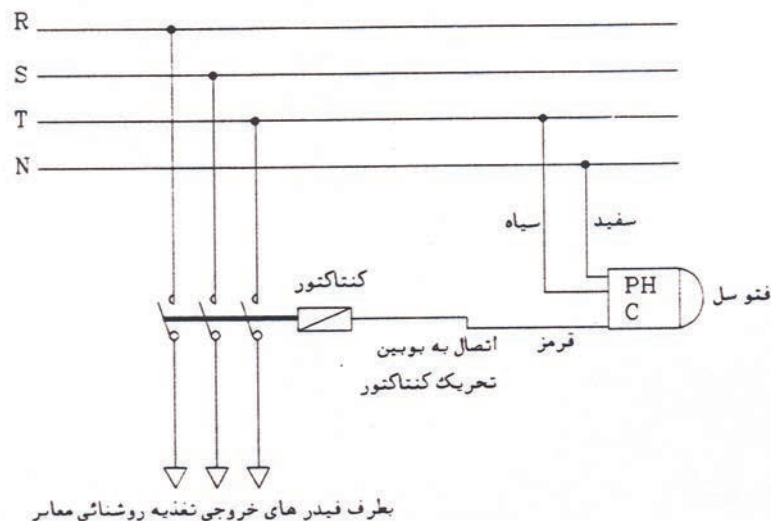 R
S
T
N
سیاه
سفید
کنتاکتور
PH
C
فتو سل
قرمز
اتصال به بوبین
تحریک کنتاکتور
بطرف فیدر های خروجی تغذیه روشنائی معابر